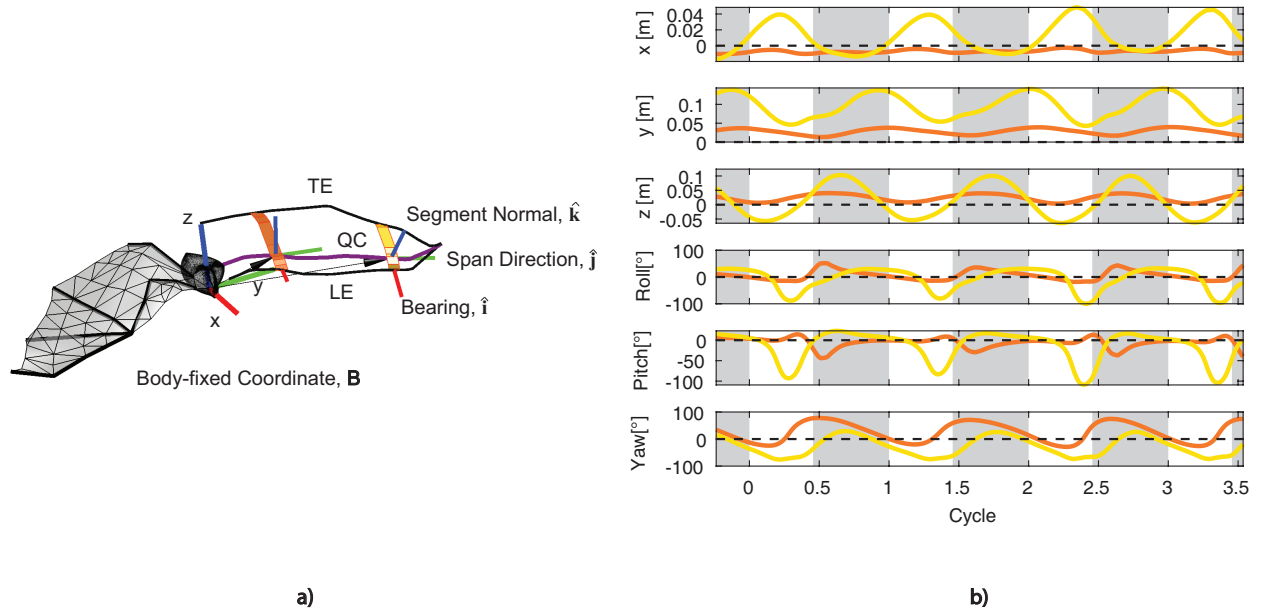 TE
z
Segment Normal, k̂
QC
Span Direction, ĵ
y
LE
Bearing, î
x
Body-fixed Coordinate, B
a)
x [m]
0.04
0.02
0
y [m]
0.1
0.05
0
z [m]
0.1
0.05
0
-0.05
Roll[°]
100
0
-100
Pitch[°]
0
-50
-100
Yaw[°]
100
0
-100
0 0.5 1 1.5 2 2.5 3 3.5
Cycle
b)